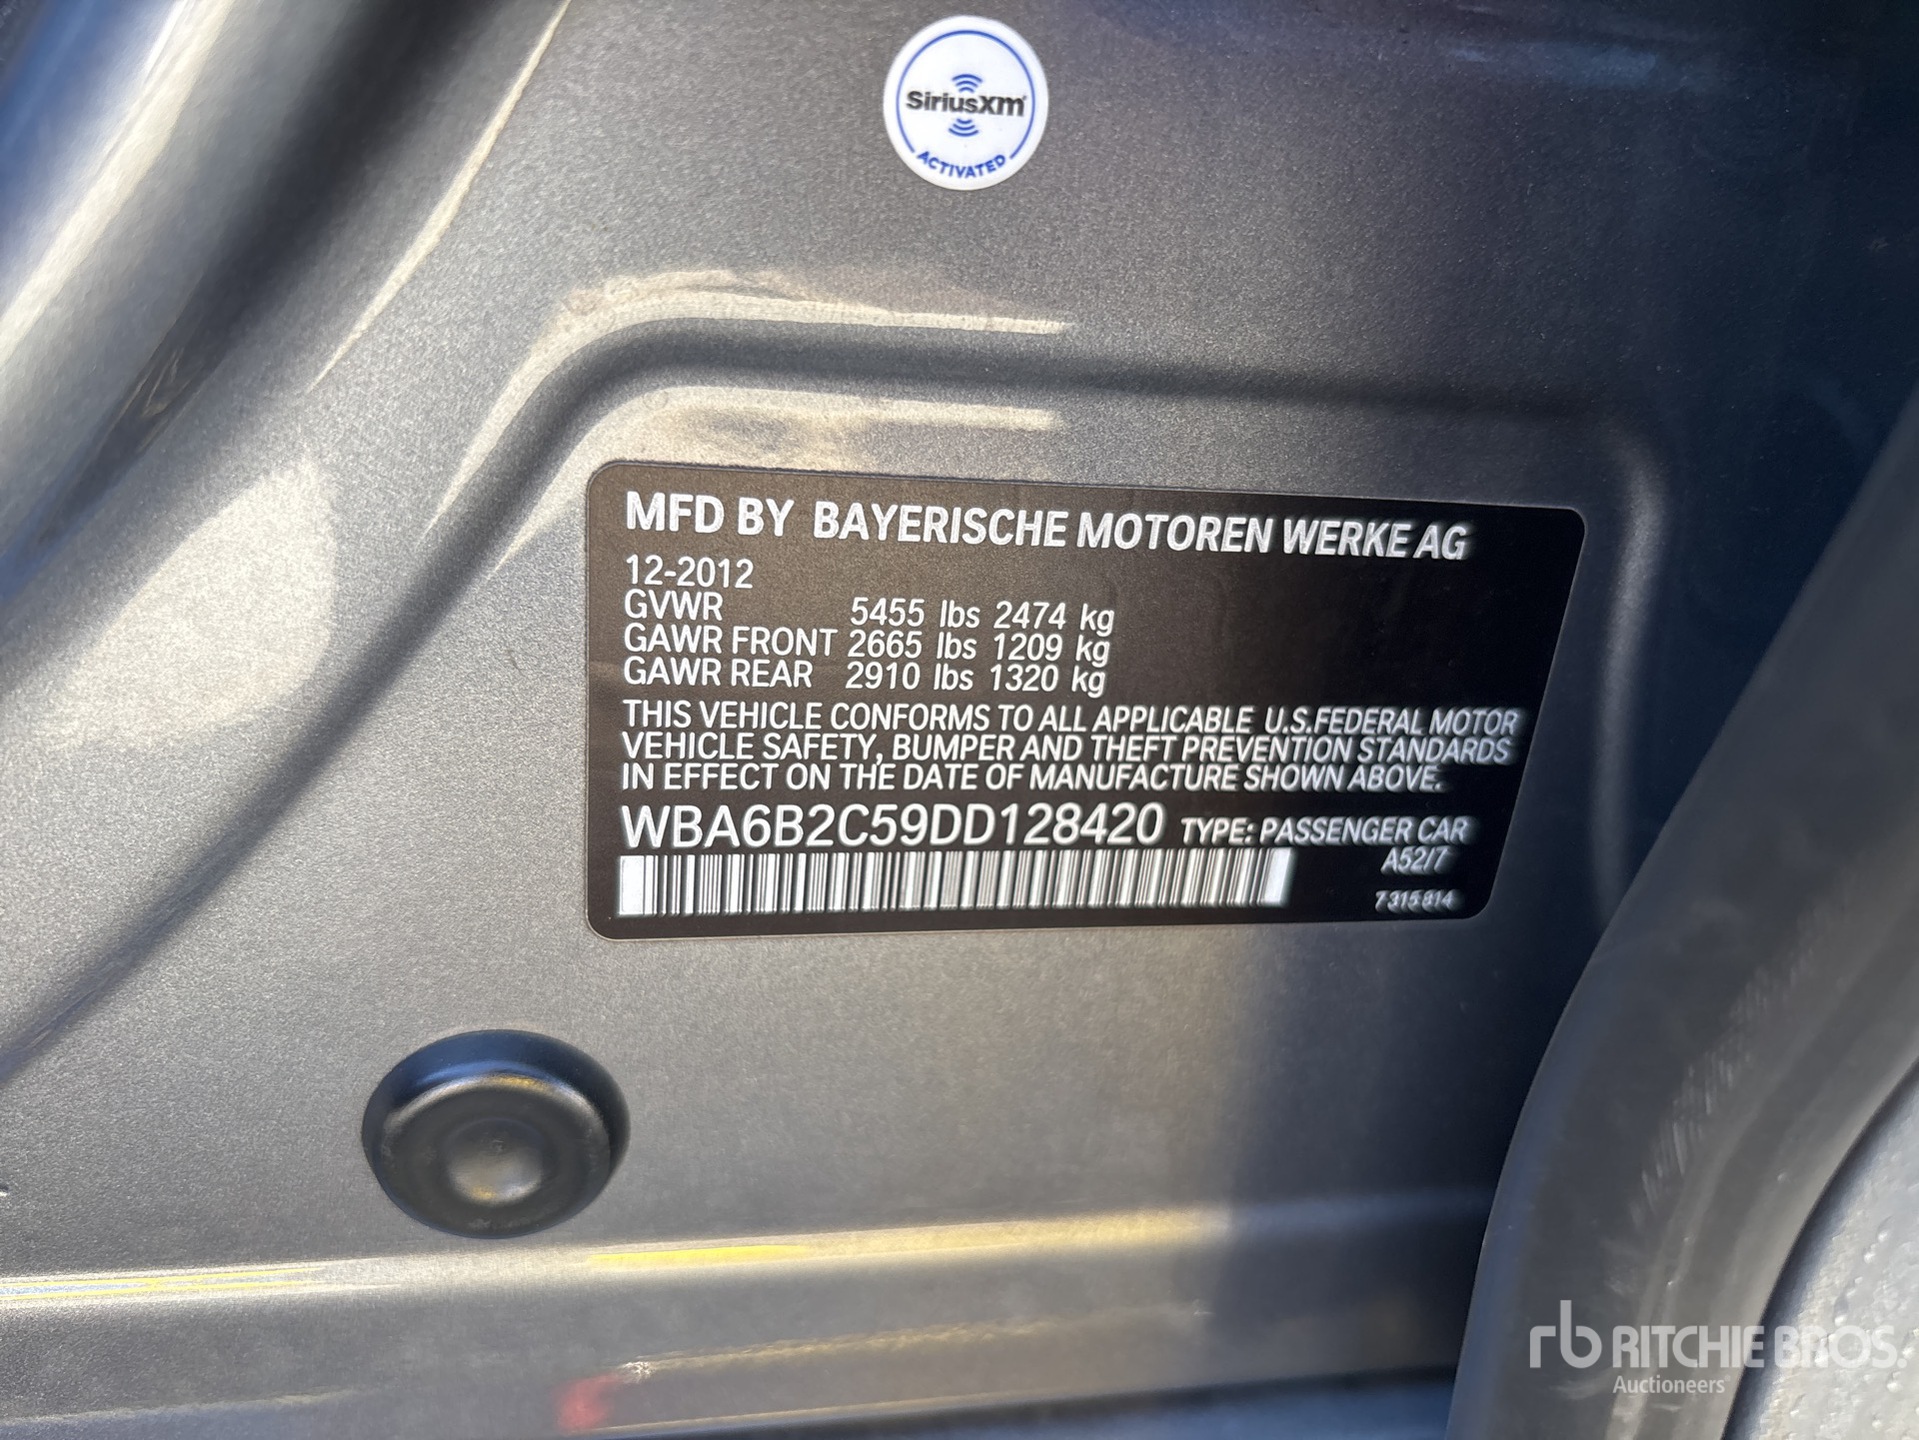 SiriusXM
ACTIVATED
MFD BY BAYERISCHE MOTOREN WERKE AG
12-2012
GVWR 5455 lbs 2474 kg
GAWR FRONT 2665 lbs 1209 kg
GAWR REAR 2910 lbs 1320 kg
THIS VEHICLE CONFORMS TO ALL APPLICABLE U.S.FEDERAL MOTOR
VEHICLE SAFETY, BUMPER AND THEFT PREVENTION STANDARDS
IN EFFECT ON THE DATE OF MANUFACTURE SHOWN ABOVE.
WBA6B2C59DD128420 TYPE: PASSENGER CAR
A52/7
7 315 814
rb RITCHIE BROS.
Auctioneers